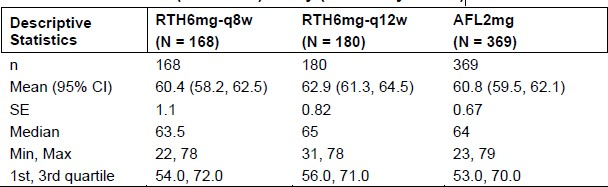 Descriptive Statistics RTH6mg-q8w (N = 168) RTH6mg-q12w (N = 180) AFL2mg (N = 369)
n 168 180 369
Mean (95% CI) 60.4 (58.2, 62.5) 62.9 (61.3, 64.5) 60.8 (59.5, 62.1)
SE 1.1 0.82 0.67
Median 63.5 65 64
Min, Max 22, 78 31, 78 23, 79
1st, 3rd quartile 54.0, 72.0 56.0, 71.0 53.0, 70.0